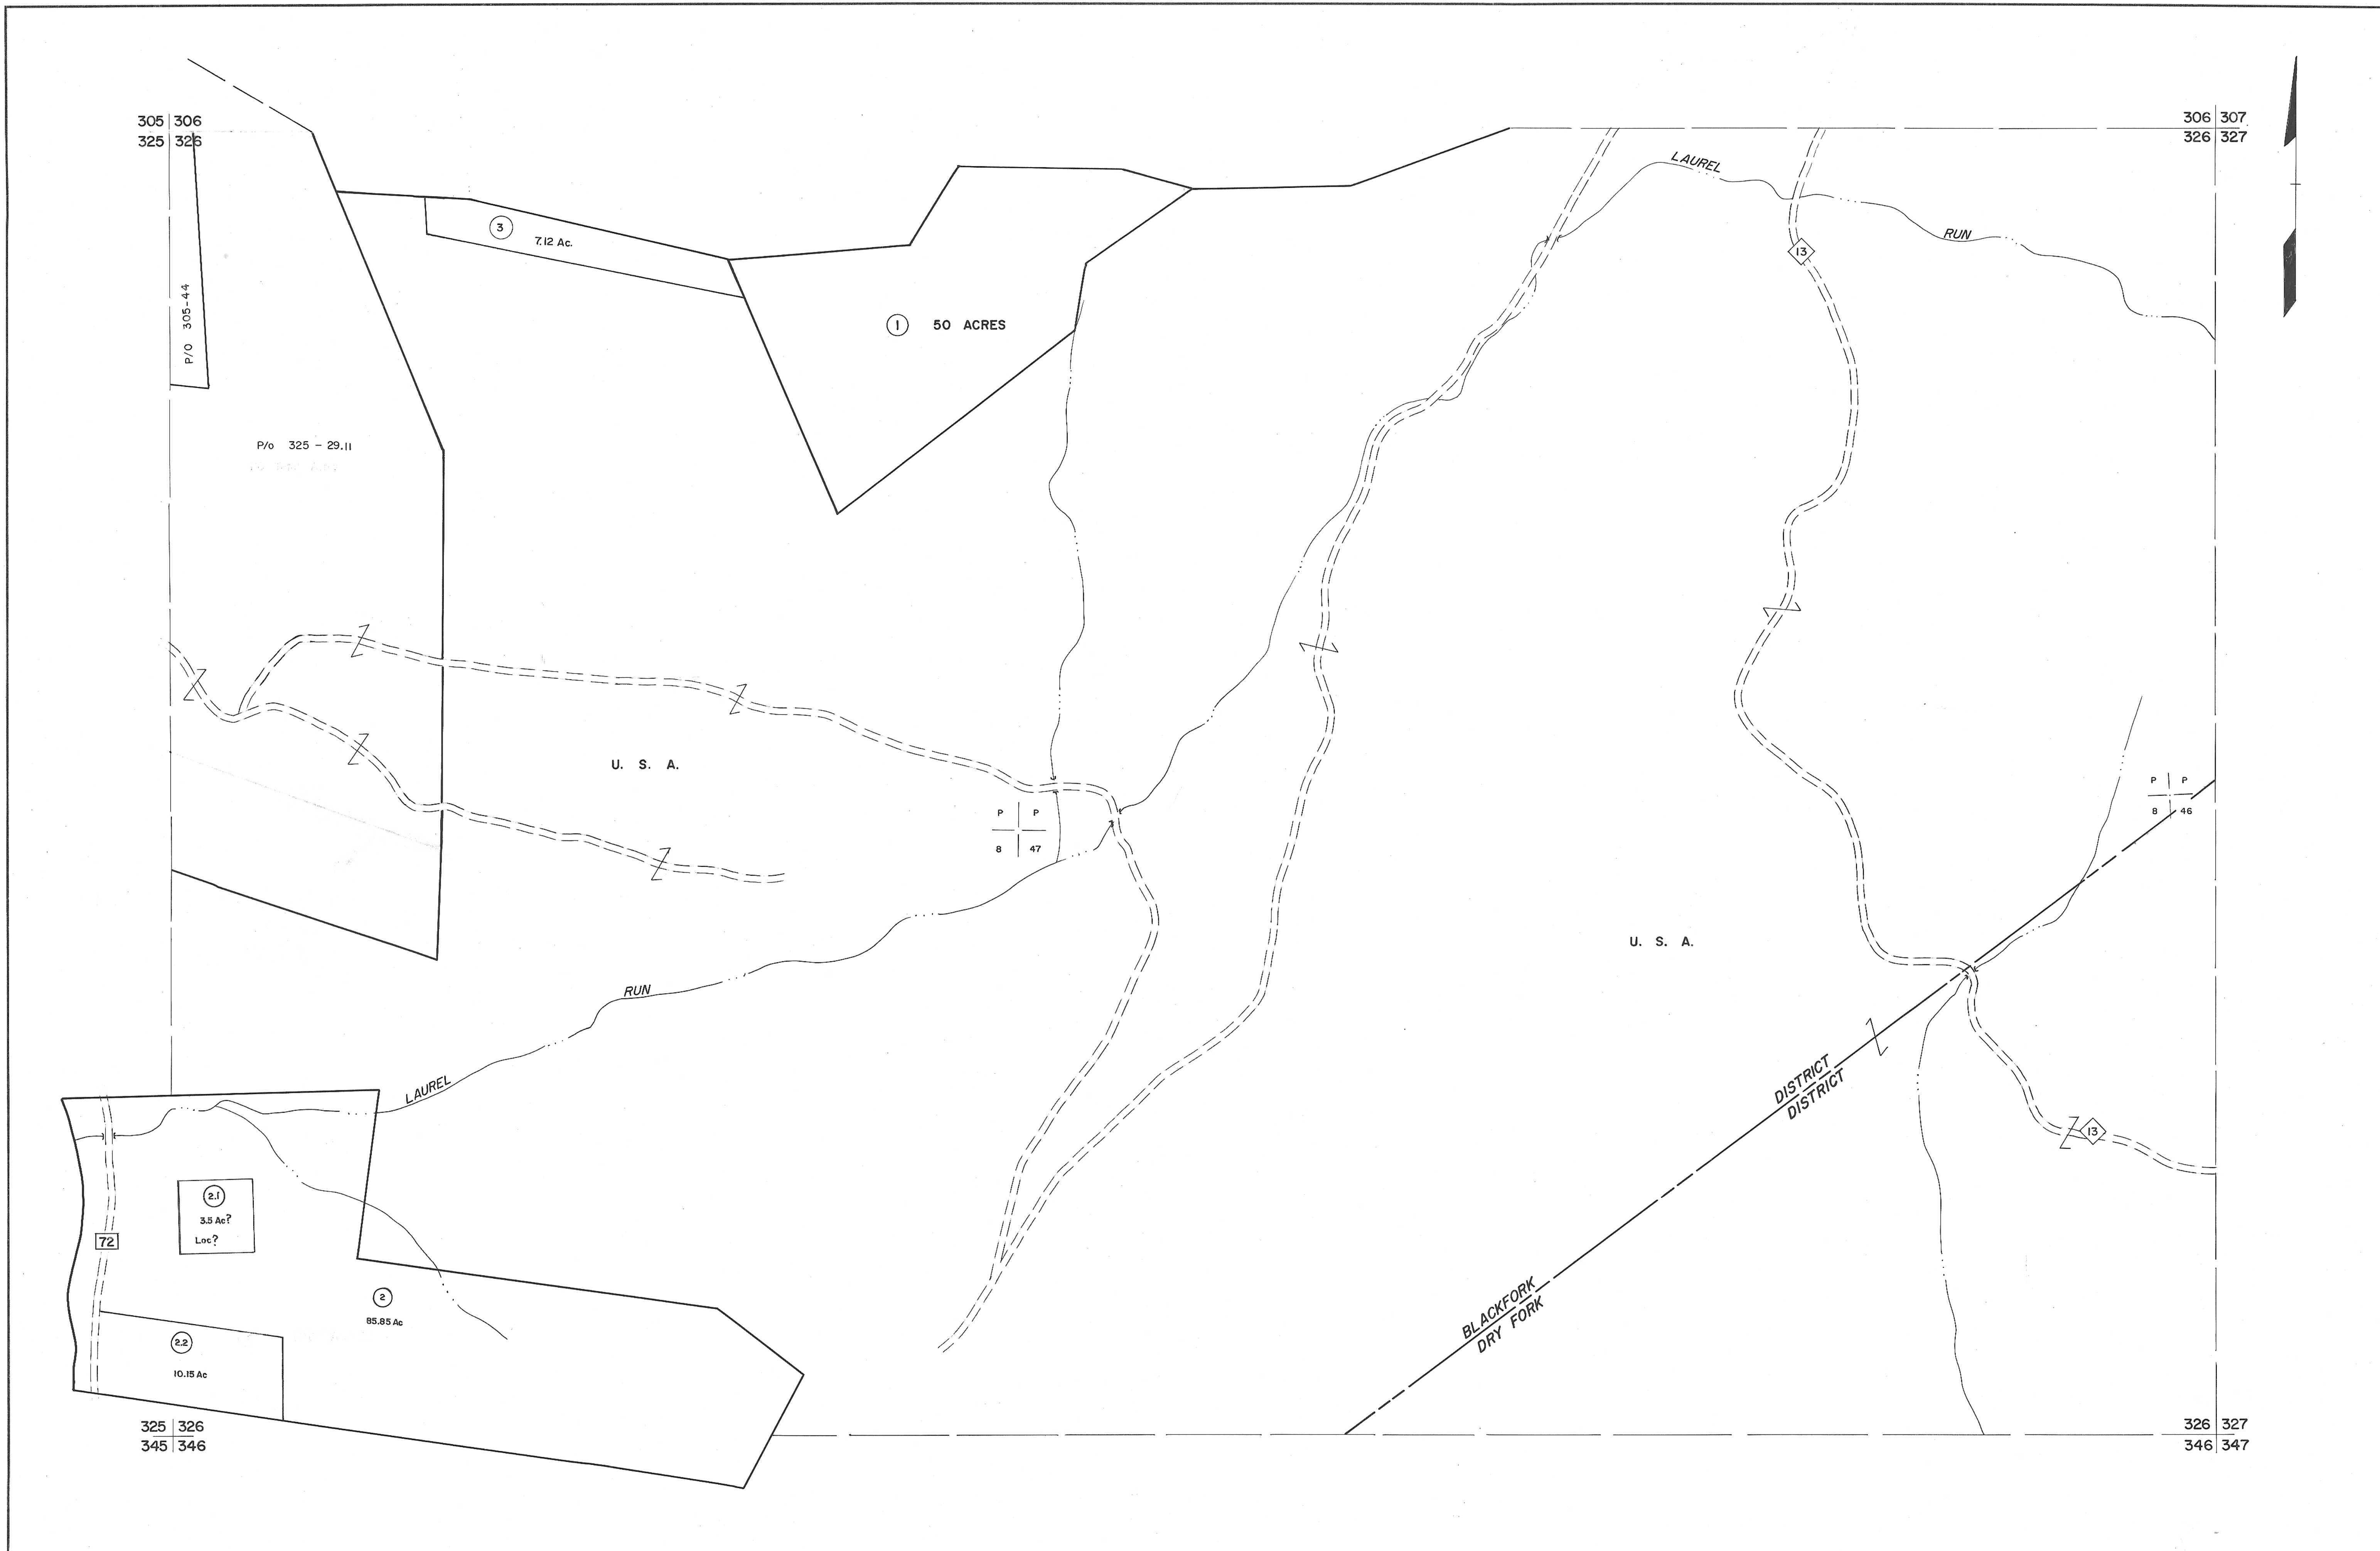 305 306
325 326
306 307
326 327
LAUREL
RUN
3
7.12 Ac.
13
P/O 305-44
1 50 ACRES
P/o 325 - 29.11
U. S. A.
P P
8 47
P P
8 46
U. S. A.
RUN
LAUREL
DISTRICT
DISTRICT
13
2.1
3.5 Ac?
Loc?
72
2
85.85 Ac
BLACKFORK
DRY FORK
2.2
10.15 Ac
325 326
345 346
326 327
346 347